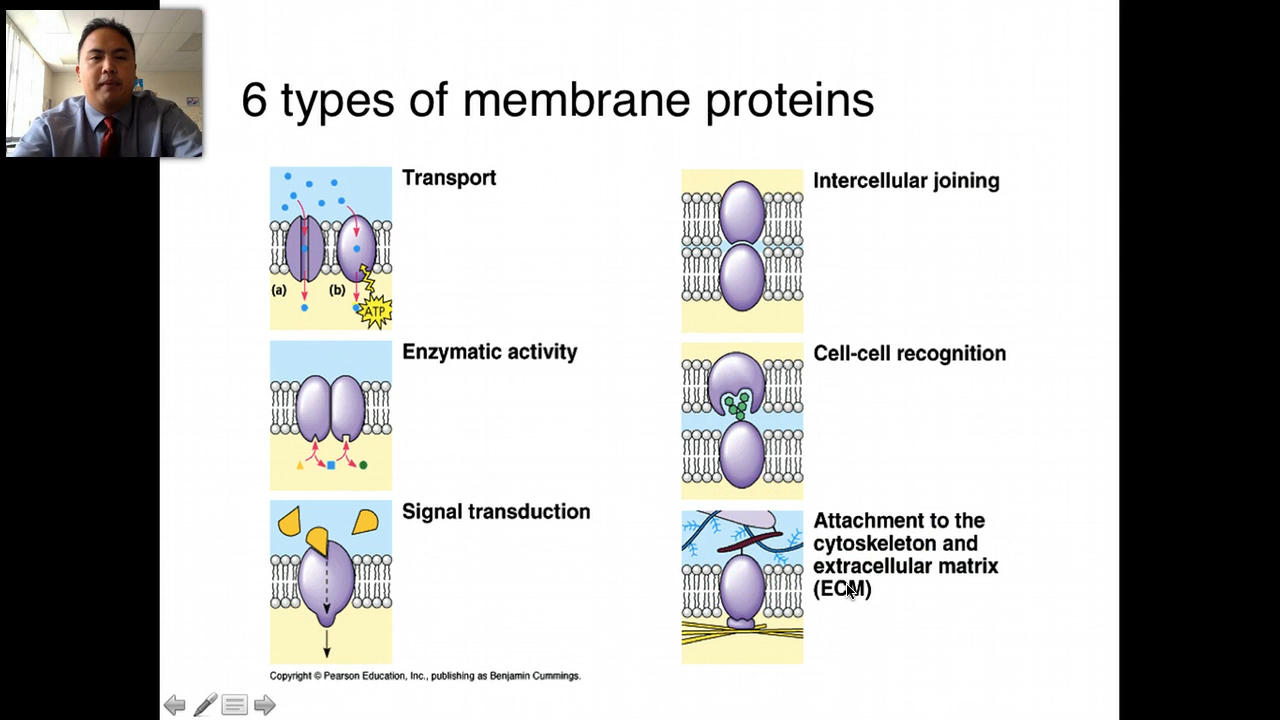 6 types of membrane proteins
Transport
(a)
(b)
ATP
Enzymatic activity
Signal transduction
Intercellular joining
Cell-cell recognition
Attachment to the
cytoskeleton and
extracellular matrix
(ECM)
Copyright © Pearson Education, Inc., publishing as Benjamin Cummings.